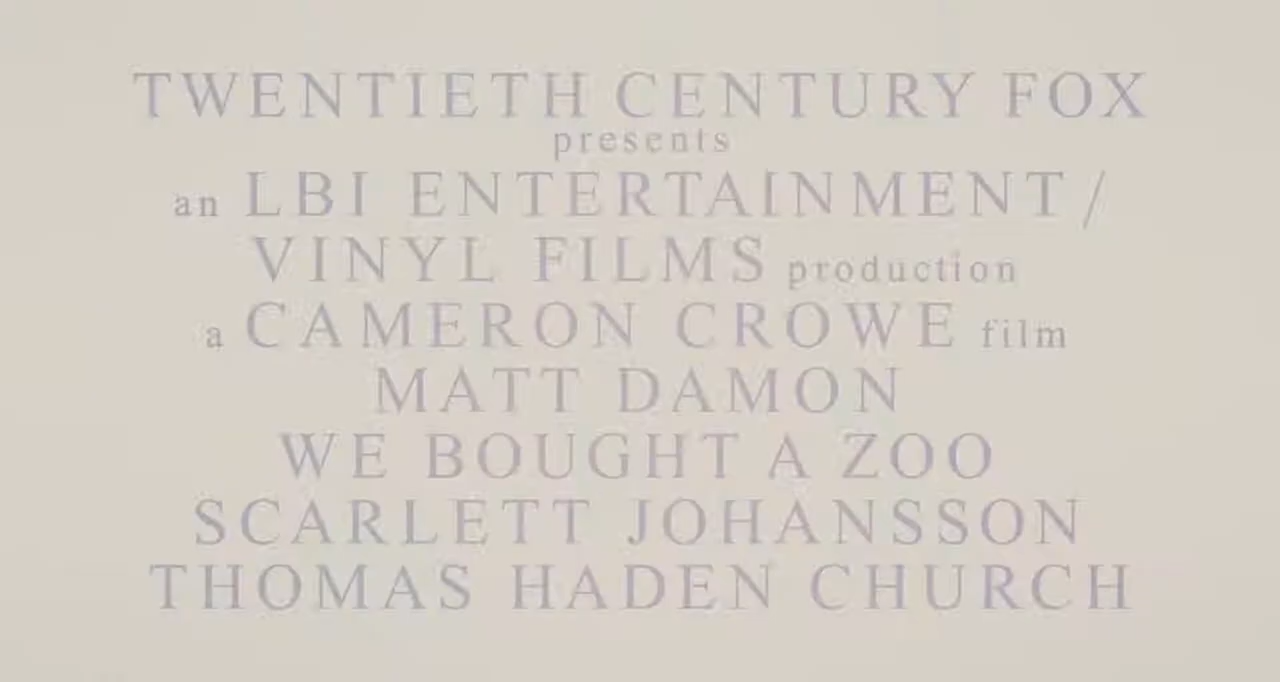 TWENTIETH CENTURY FOX
presents
an LBI ENTERTAINMENT /
VINYL FILMS production
a CAMERON CROWE film
MATT DAMON
WE BOUGHT A ZOO
SCARLETT JOHANSSON
THOMAS HADEN CHURCH